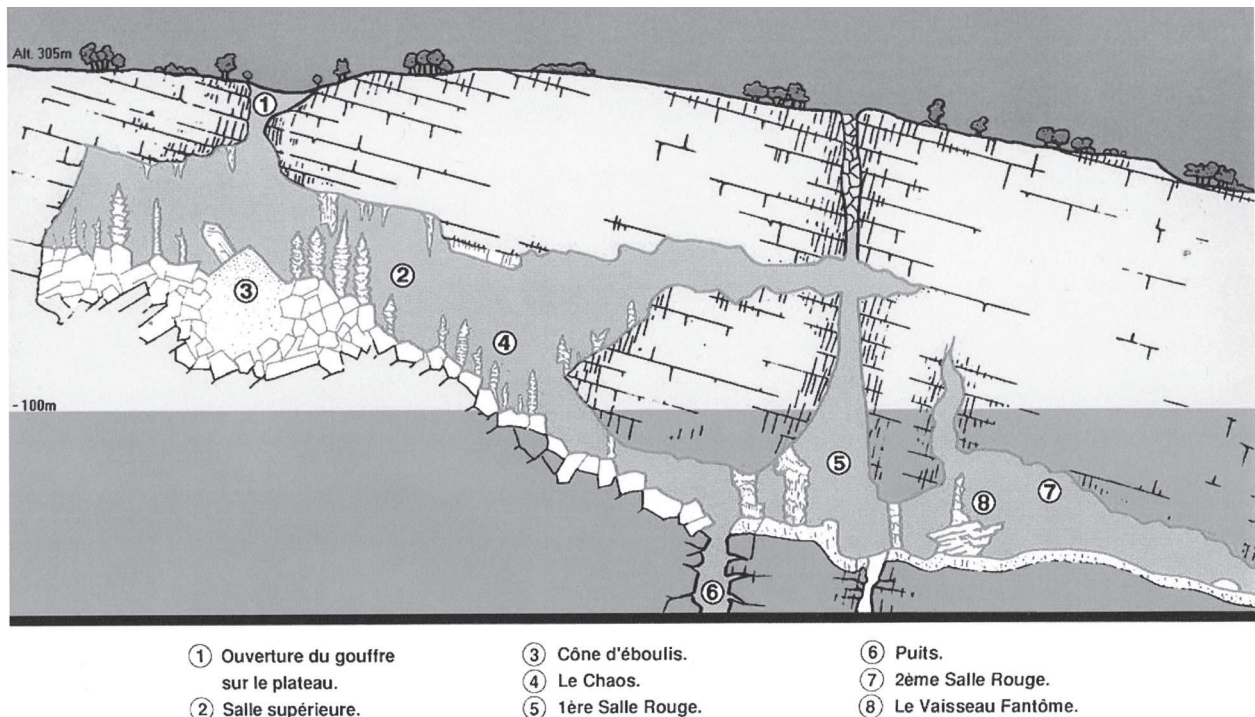 Alt. 305m
1
2
3
4
- 100m
5
7
8
6
1 Ouverture du gouffre
sur le plateau.
2 Salle supérieure.
3 Cône d'éboulis.
4 Le Chaos.
5 1ère Salle Rouge.
6 Puits.
7 2ème Salle Rouge.
8 Le Vaisseau Fantôme.